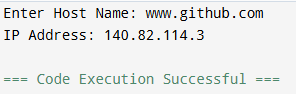 Enter Host Name: www.github.com
IP Address: 140.82.114.3
=== Code Execution Successful ===